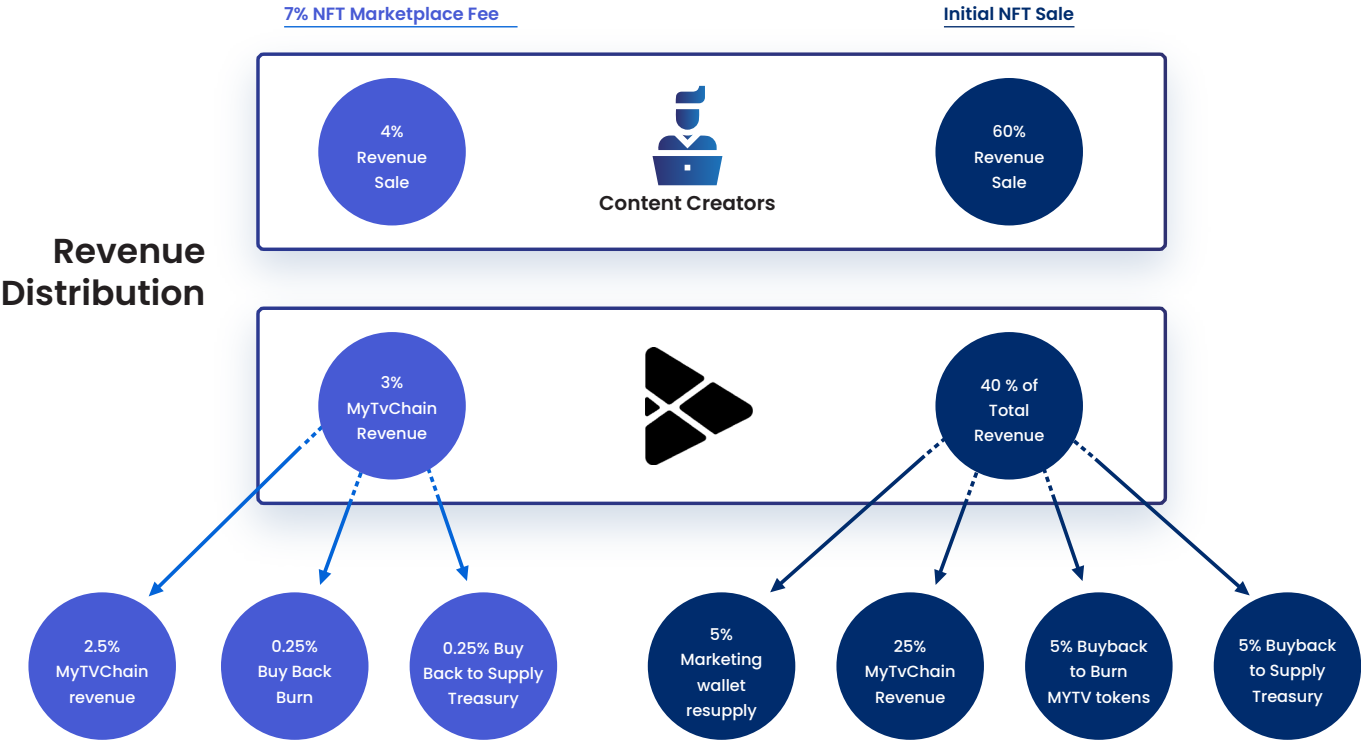 7% NFT Marketplace Fee
Initial NFT Sale
4%
Revenue
Sale
Content Creators
60%
Revenue
Sale
Revenue
Distribution
3%
MyTvChain
Revenue
40 % of
Total
Revenue
2.5%
MyTVChain
revenue
0.25%
Buy Back
Burn
0.25% Buy
Back to Supply
Treasury
5%
Marketing
wallet
resupply
25%
MyTvChain
Revenue
5% Buyback
to Burn
MYTV tokens
5% Buyback
to Supply
Treasury